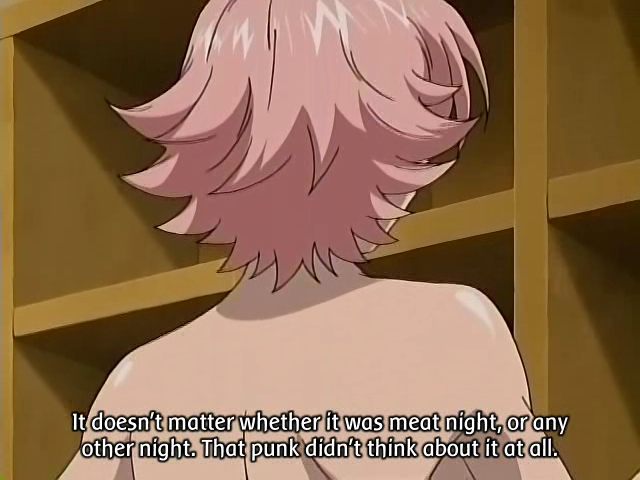 It doesn't matter whether it was meat night, or any
other night. That punk didn't think about it at all.